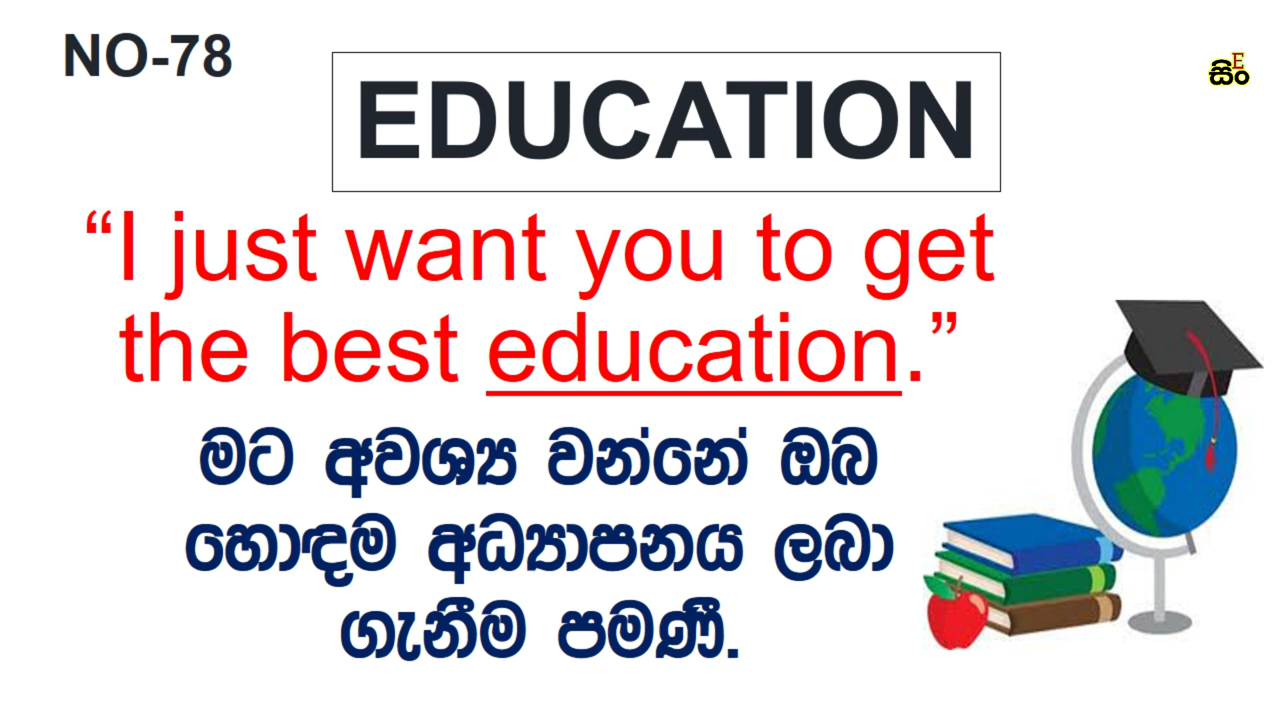 NO-78
EDUCATION
E
සිං
“I just want you to get
the best education.”
මට අවශ්‍ය වන්නේ ඔබ
හොඳම අධ්‍යාපනය ලබා
ගැනීම පමණී.